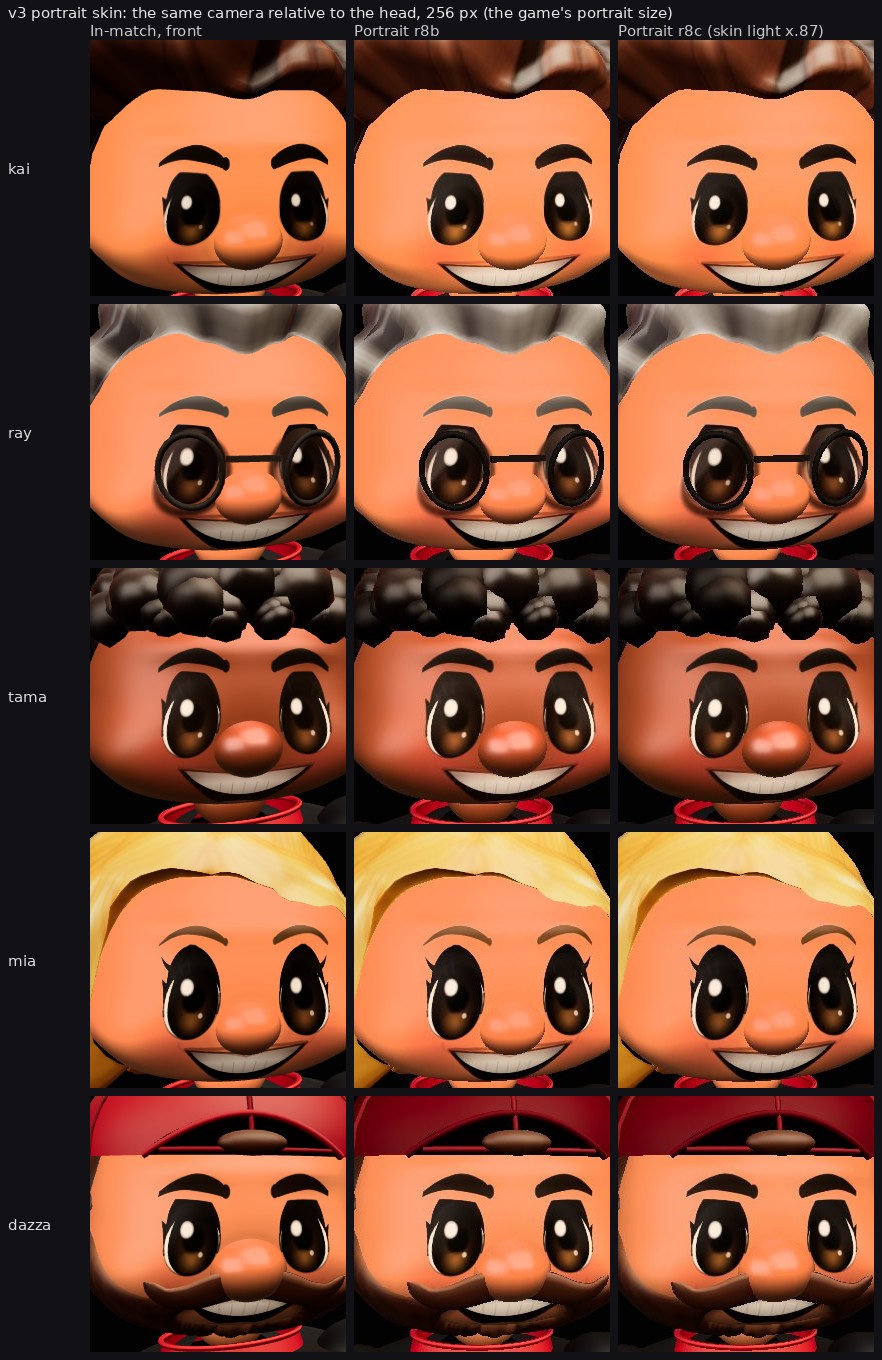 v3 portrait skin: the same camera relative to the head, 256 px (the game's portrait size)
In-match, front
Portrait r8b
Portrait r8c (skin light x.87)
kai
ray
tama
mia
dazza